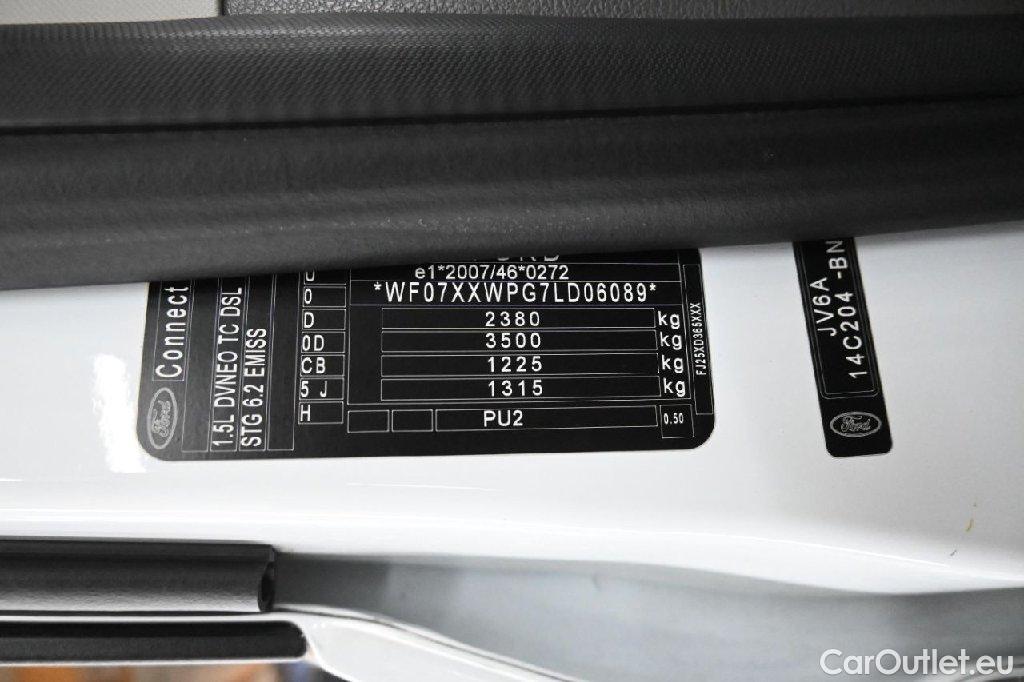 Ford
Connect
1.5L DVNEO TC DSL
STG 6.2 EMISS
0
D
0D
CB
5 J
H
e1*2007/46*0272
*WF07XXWPG7LD06089*
2380 kg
3500 kg
1225 kg
1315 kg
PU2
0.50
FJ25XD365XXX
JV6A
14C204 -BN
Ford
CarOutlet.eu